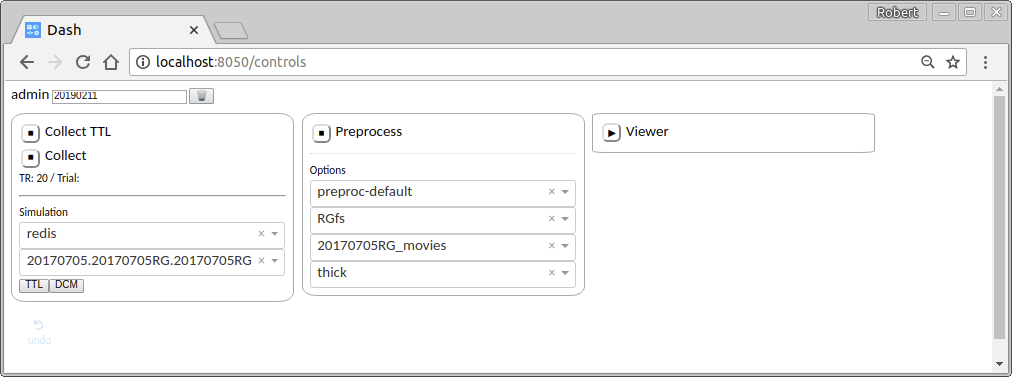 Robert
Dash
localhost:8050/controls
admin 20190211
Collect TTL
Collect
TR: 20 / Trial:
Simulation
redis
20170705.20170705RG.20170705RG
TTL DCM
Preprocess
Options
preproc-default
RGfs
20170705RG_movies
thick
Viewer
undo